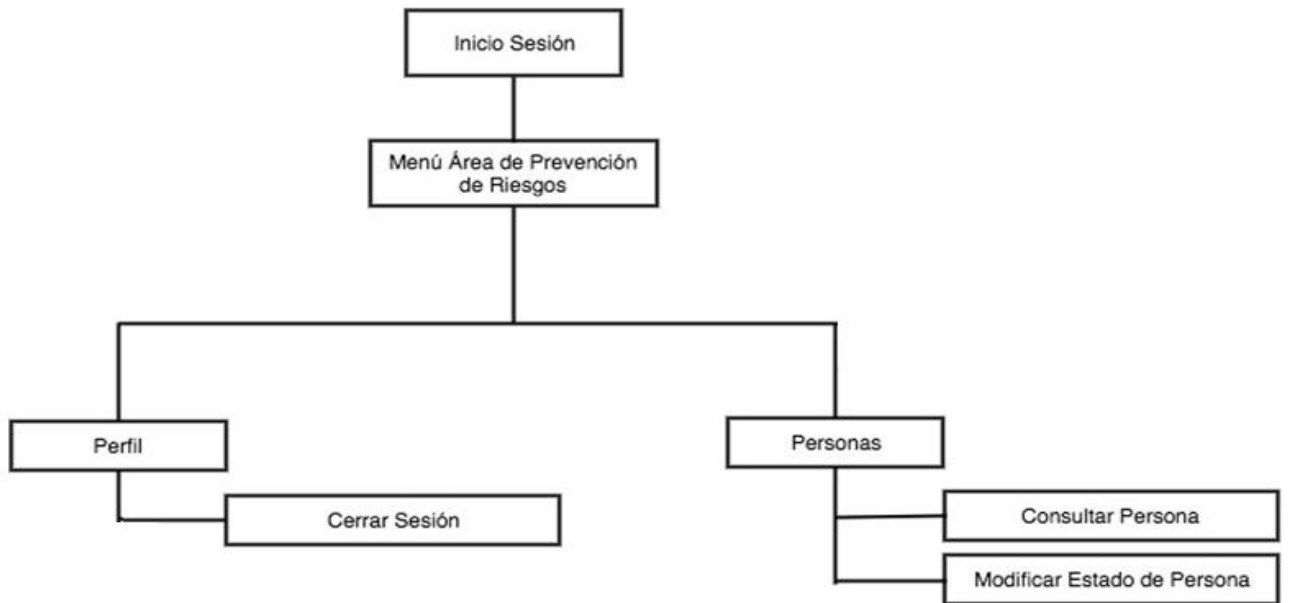 Inicio Sesión
Menú Área de Prevención
de Riesgos
Perfil
Personas
Cerrar Sesión
Consultar Persona
Modificar Estado de Persona